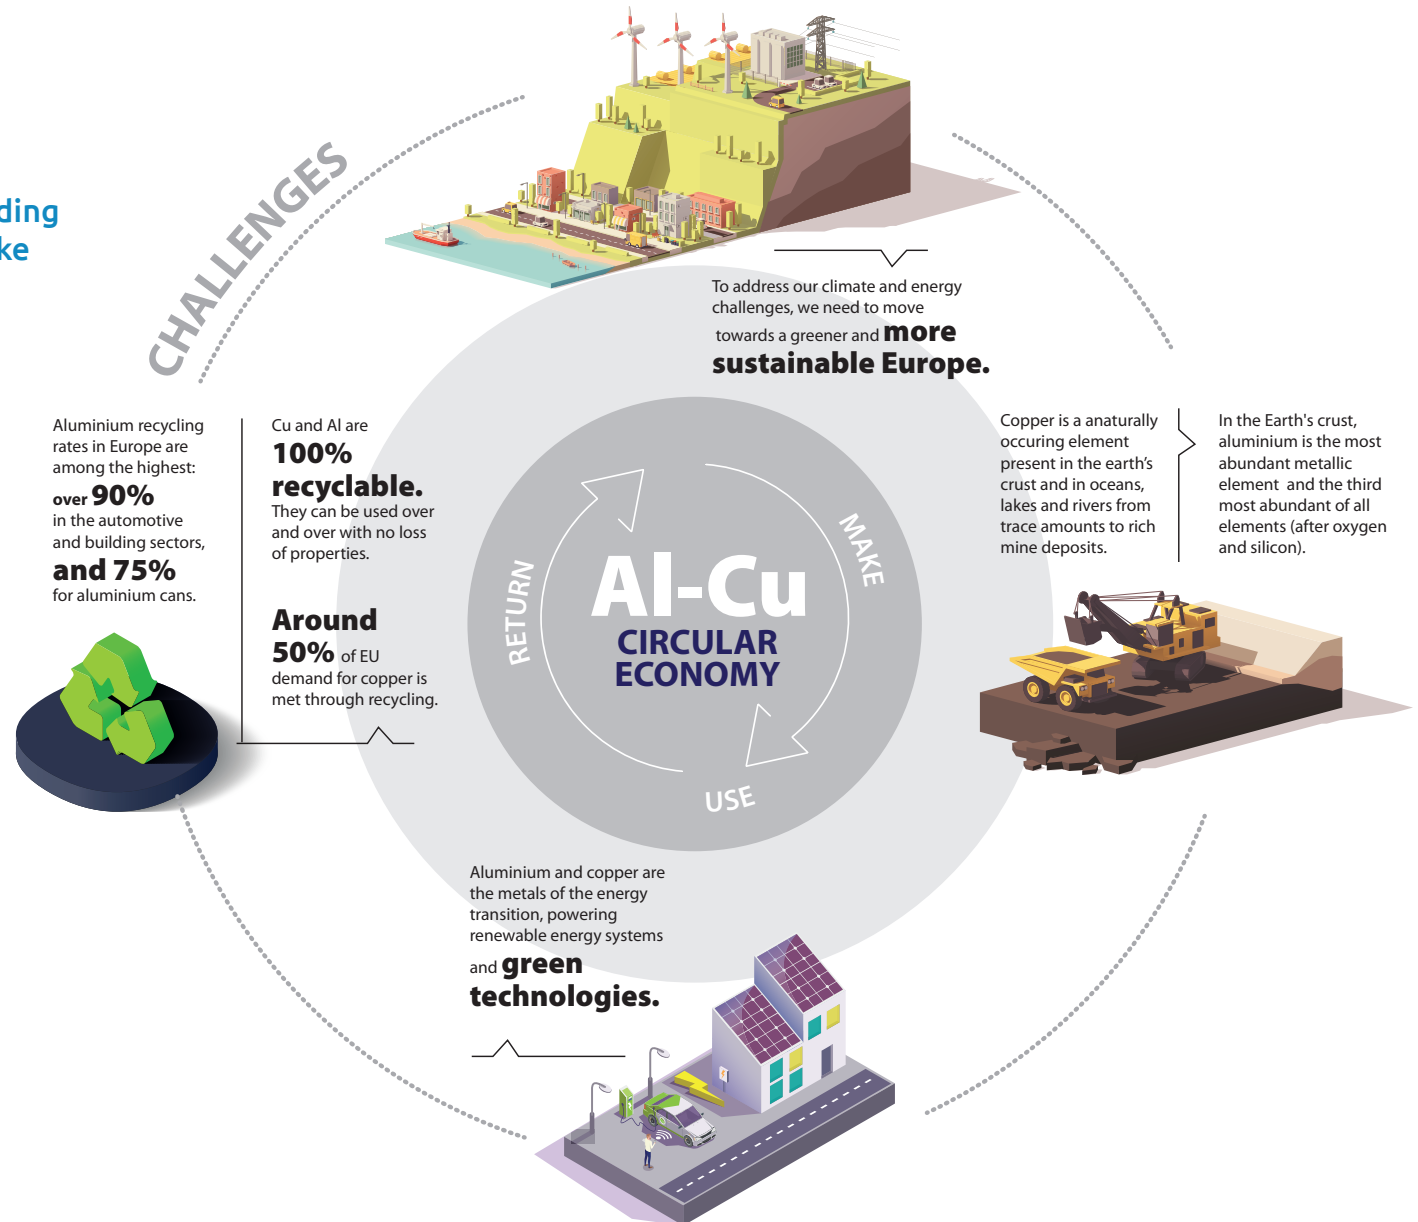 CHALLENGES
To address our climate and energy
challenges, we need to move
towards a greener and more
sustainable Europe.
Aluminium recycling
rates in Europe are
among the highest:
over 90%
in the automotive
and building sectors,
and 75%
for aluminium cans.
Cu and Al are
100%
recyclable.
They can be used over
and over with no loss
of properties.
Around
50% of EU
demand for copper is
met through recycling.
Copper is a anaturally
occuring element
present in the earth's
crust and in oceans,
lakes and rivers from
trace amounts to rich
mine deposits.
In the Earth's crust,
aluminium is the most
abundant metallic
element and the third
most abundant of all
elements (after oxygen
and silicon).
RETURN
MAKE
Al-Cu
CIRCULAR
ECONOMY
USE
Aluminium and copper are
the metals of the energy
transition, powering
renewable energy systems
and green
technologies.